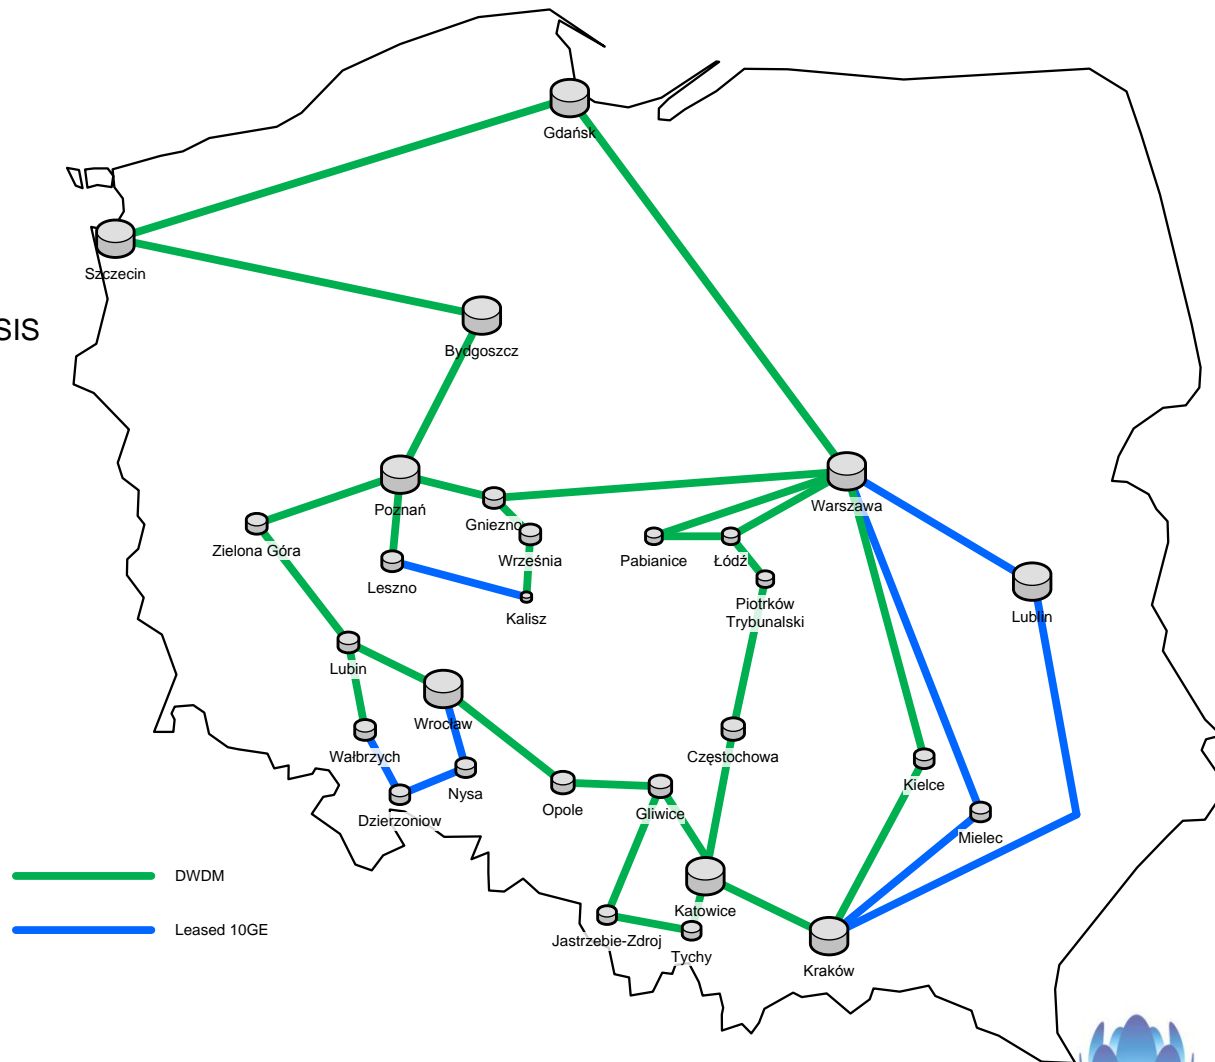 Gdańsk
Szczecin
SIS
Bydgoszcz
Poznań
Gniezno
Warszawa
Zielona Góra
Września
Pabianice
Łódź
Leszno
Kalisz
Piotrków
Trybunalski
Lublin
Lubin
Wrocław
Wałbrzych
Częstochowa
Nysa
Opole
Gliwice
Kielce
Dzierzoniow
Mielec
DWDM
Katowice
Leased 10GE
Jastrzebie-Zdroj
Tychy
Kraków